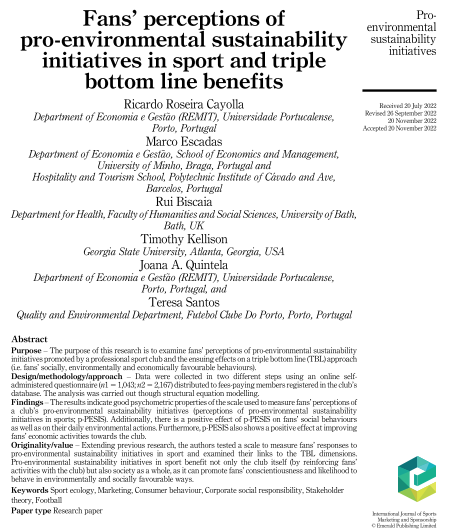 Fans' perceptions of
pro-environmental sustainability
initiatives in sport and triple
bottom line benefits
Pro-
environmental
sustainability
initiatives
Ricardo Roseira Cayolla
Department of Economia e Gestão (REMIT), Universidade Portucalense,
Porto, Portugal
Marco Escadas
Department of Economia e Gestão, School of Economics and Management,
University of Minho, Braga, Portugal and
Hospitality and Tourism School, Polytechnic Institute of Cávado and Ave,
Barcelos, Portugal
Rui Biscaia
Department for Health, Faculty of Humanities and Social Sciences, University of Bath,
Bath, UK
Timothy Kellison
Georgia State University, Atlanta, Georgia, USA
Joana A. Quintela
Department of Economia e Gestão (REMIT), Universidade Portucalense,
Porto, Portugal, and
Teresa Santos
Quality and Environmental Department, Futebol Clube Do Porto, Porto, Portugal
Received 20 July 2022
Revised 26 September 2022
20 November 2022
Accepted 20 November 2022
Abstract
Purpose – The purpose of this research is to examine fans' perceptions of pro-environmental sustainability
initiatives promoted by a professional sport club and the ensuing effects on a triple bottom line (TBL) approach
(i.e. fans' socially, environmentally and economically favourable behaviours).
Design/methodology/approach – Data were collected in two different steps using an online self-
administered questionnaire (n1 = 1,043; n2 = 2,167) distributed to fees-paying members registered in the club's
database. The analysis was carried out though structural equation modelling.
Findings – The results indicate good psychometric properties of the scale used to measure fans' perceptions of
a club's pro-environmental sustainability initiatives (perceptions of pro-environmental sustainability
initiatives in sports; p-PESIS). Additionally, there is a positive effect of p-PESIS on fans' social behaviours
as well as on their daily environmental actions. Furthermore, p-PESIS also shows a positive effect at improving
fans' economic activities towards the club.
Originality/value – Extending previous research, the authors tested a scale to measure fans' responses to
pro-environmental sustainability initiatives in sport and examined their links to the TBL dimensions.
Pro-environmental sustainability initiatives in sport benefit not only the club itself (by reinforcing fans'
activities with the club) but also society as a whole, as it can promote fans' conscientiousness and likelihood to
behave in environmentally and socially favourable ways.
Keywords Sport ecology, Marketing, Consumer behaviour, Corporate social responsibility, Stakeholder
theory, Football
Paper type Research paper
International Journal of Sports
Marketing and Sponsorship
© Emerald Publishing Limited